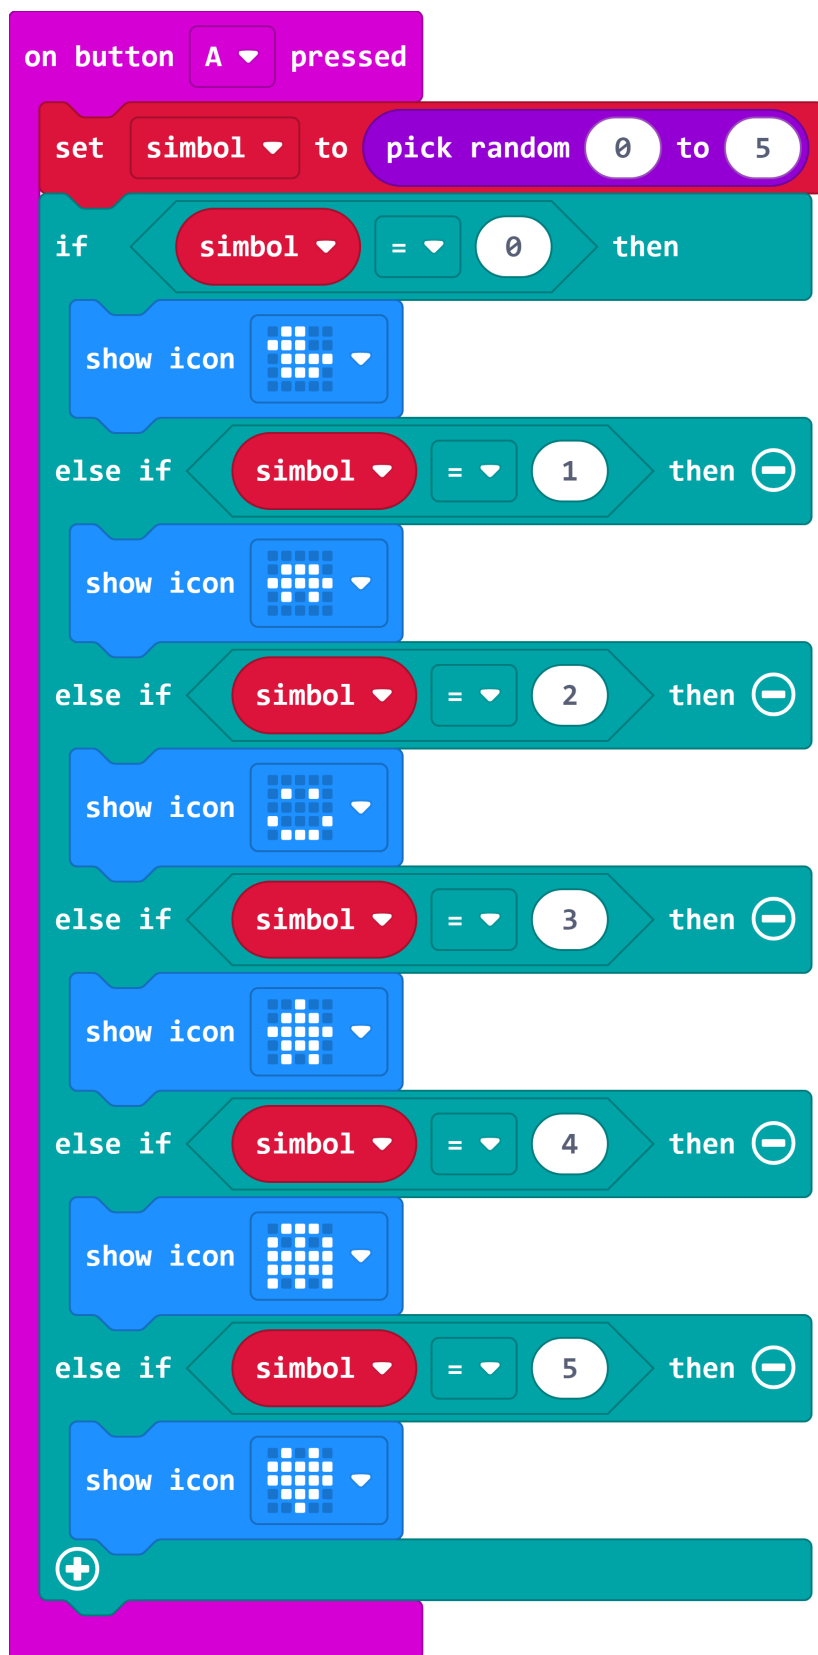 on button A pressed
set simbol to pick random 0 to 5
if simbol = 0 then
show icon
else if simbol = 1 then
show icon
else if simbol = 2 then
show icon
else if simbol = 3 then
show icon
else if simbol = 4 then
show icon
else if simbol = 5 then
show icon